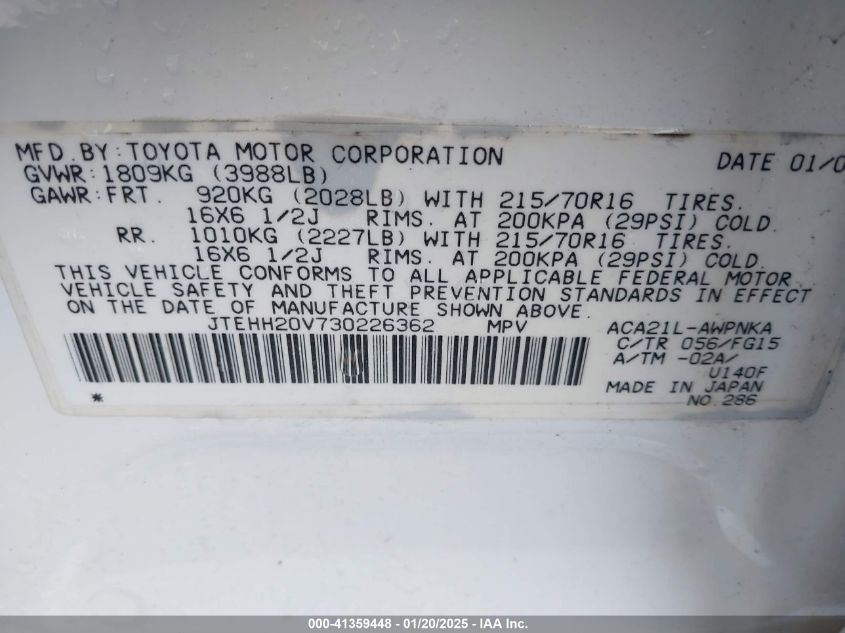 MFD. BY: TOYOTA MOTOR CORPORATION DATE 01/0
GVWR: 1809KG (3988LB)
GAWR: FRT. 920KG (2028LB) WITH 215/70R16 TIRES.
16X6 1/2J RIMS. AT 200KPA (29PSI) COLD.
RR. 1010KG (2227LB) WITH 215/70R16 TIRES.
16X6 1/2J RIMS. AT 200KPA (29PSI) COLD.
THIS VEHICLE CONFORMS TO ALL APPLICABLE FEDERAL MOTOR
VEHICLE SAFETY AND THEFT PREVENTION STANDARDS IN EFFECT
ON THE DATE OF MANUFACTURE SHOWN ABOVE.
JTEHH20V730226362 MPV ACA21L-AWPNKA
C/TR 056/FG15
A/TM -02A/
U140F
MADE IN JAPAN
* NO. 286
000-41359448 - 01/20/2025 - IAA Inc.